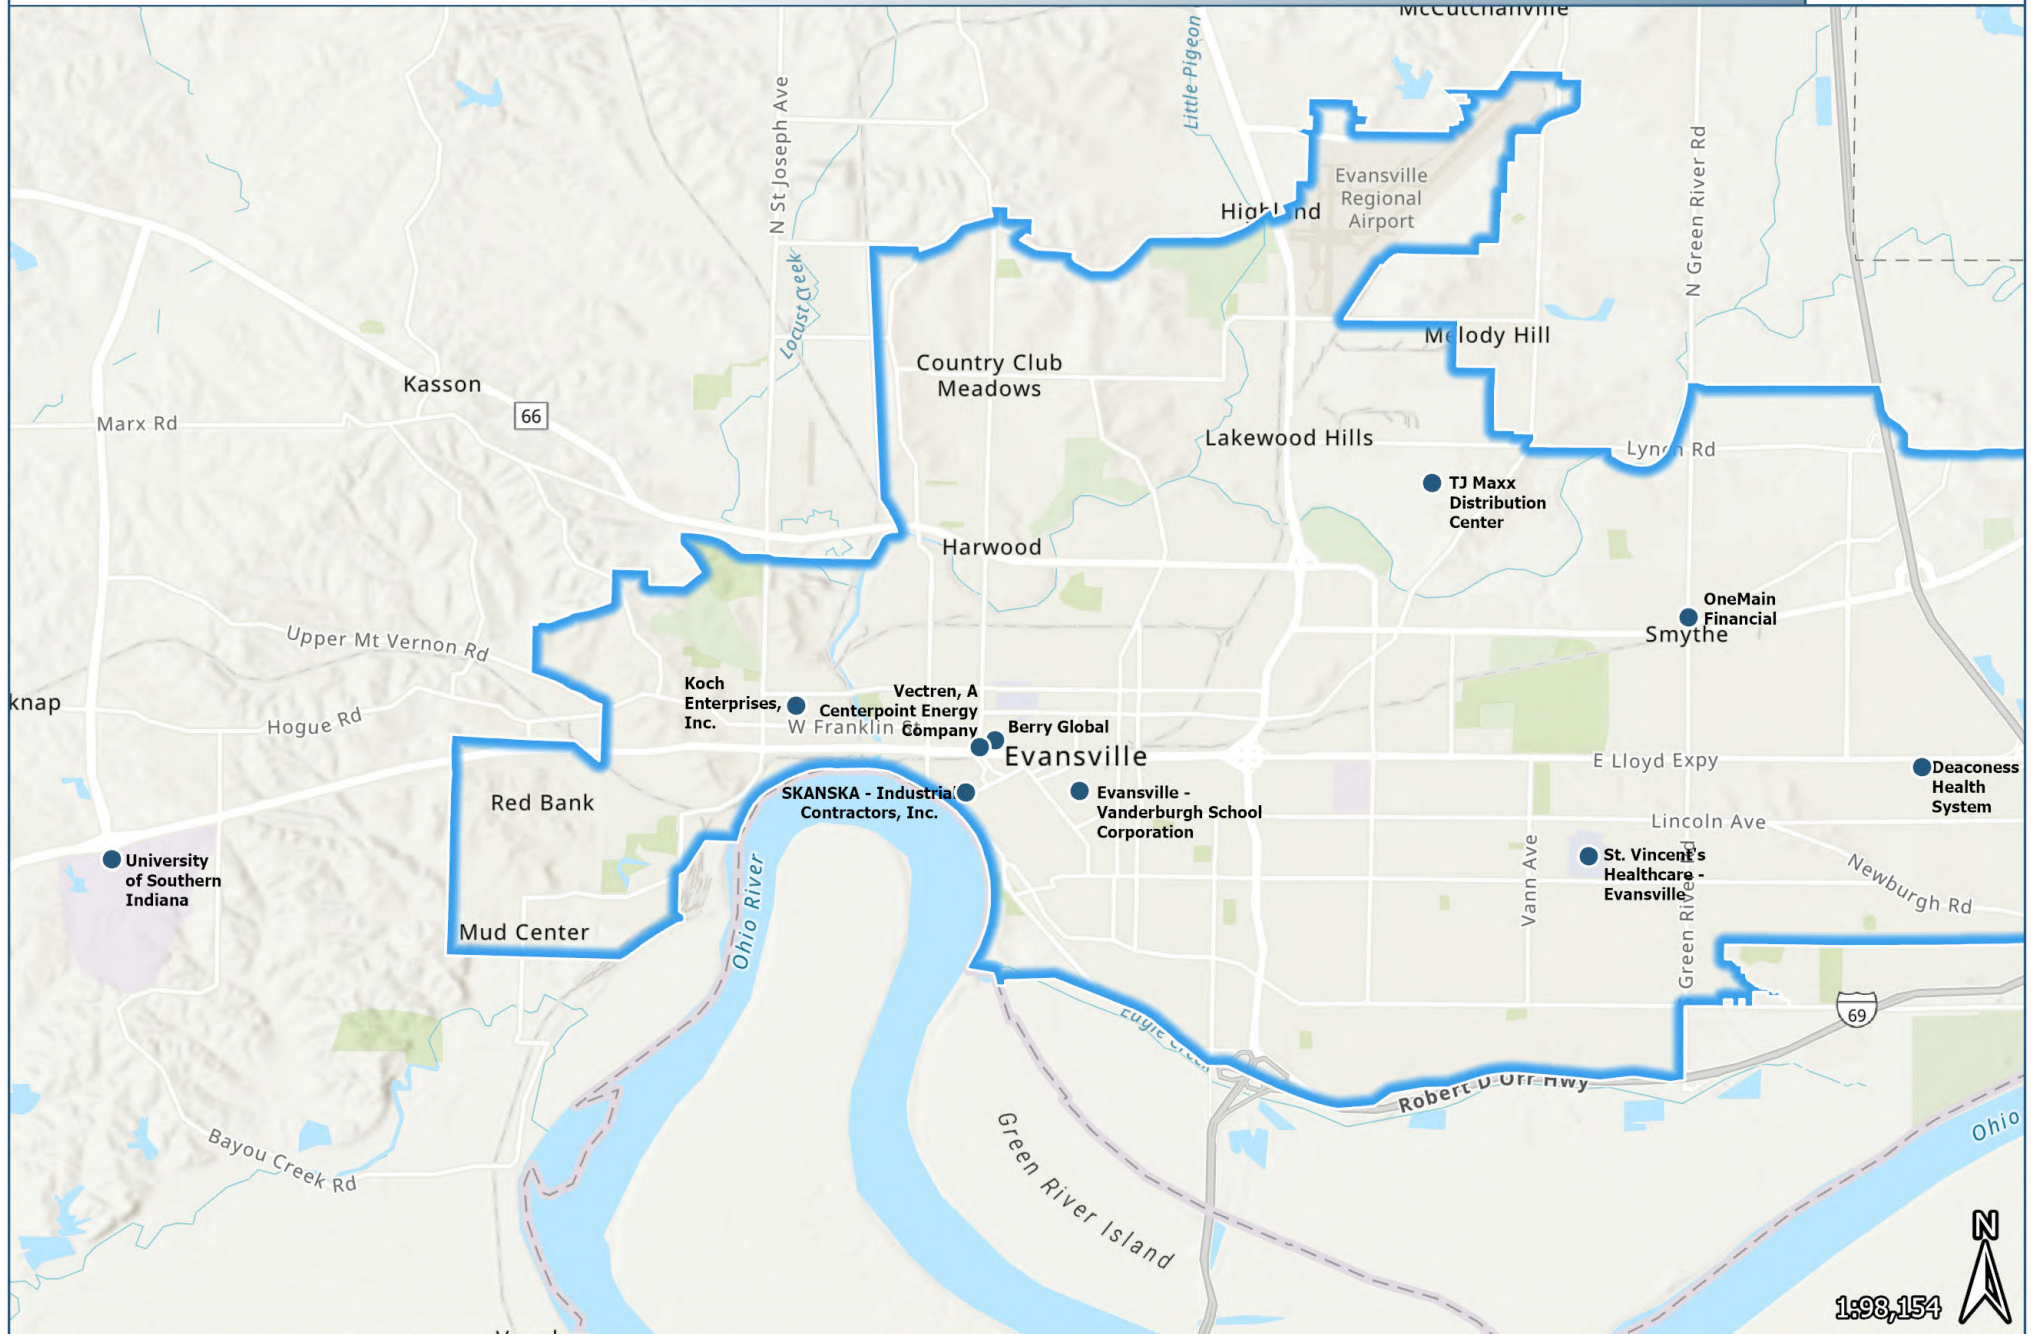 McCutchanville
Little Pigeon
N St Joseph Ave
N Green River Rd
Evansville
Regional
Airport
Highland
Locust Creek
Melody Hill
Country Club
Meadows
Kasson
66
Marx Rd
Lakewood Hills
Lynch Rd
TJ Maxx
Distribution
Center
Harwood
OneMain
Financial
Smythe
Upper Mt Vernon Rd
Koch
Enterprises,
Inc.
Vectren, A
Centerpoint Energy
Company
knap
Hogue Rd
W Franklin St
Berry Global
Evansville
E Lloyd Expy
Deaconess
Health
System
Red Bank
SKANSKA - Industrial
Contractors, Inc.
Evansville -
Vanderburgh School
Corporation
Lincoln Ave
University
of Southern
Indiana
Ohio River
Vann Ave
St. Vincent's
Healthcare -
Evansville
Green River Rd
Newburgh Rd
Mud Center
69
Eugle Creek
Robert D Orr Hwy
Bayou Creek Rd
Green River Island
Ohio
N
1:98,154